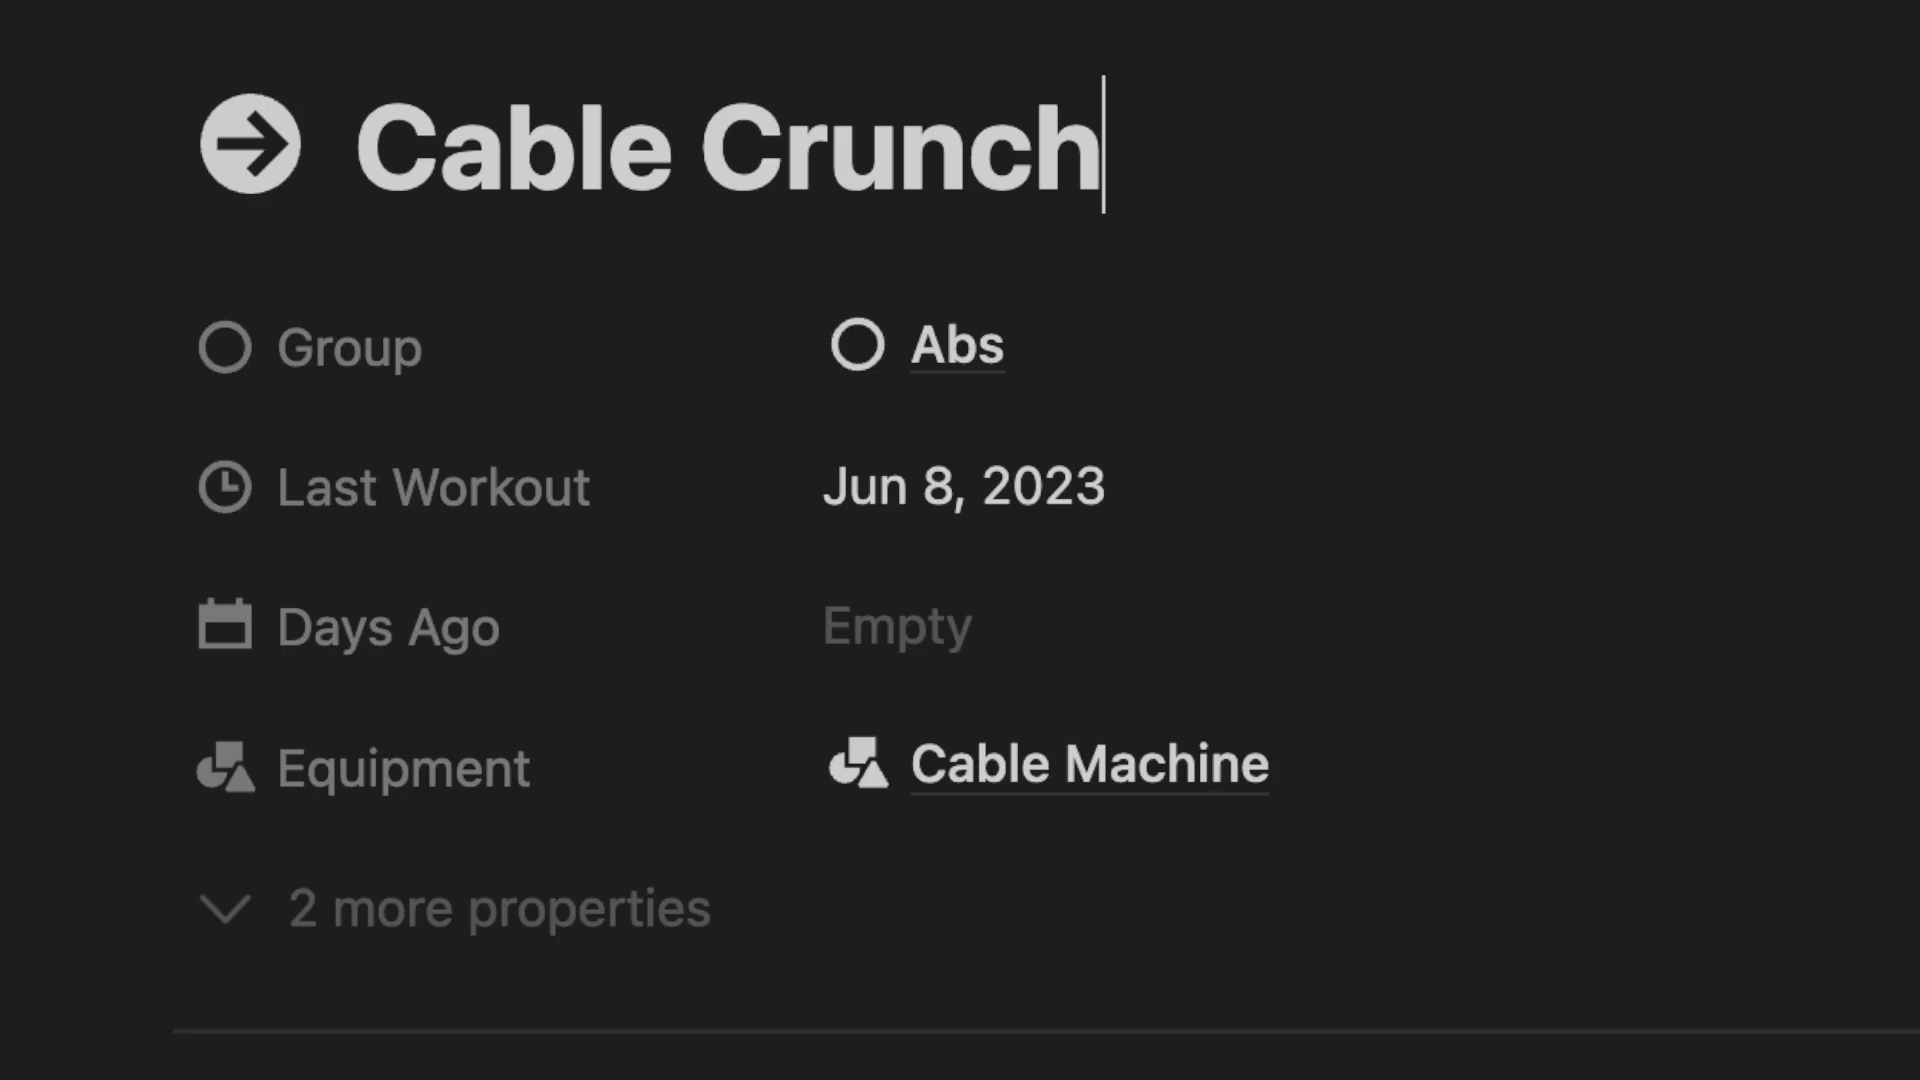 Cable Crunch
Group Abs
Last Workout Jun 8, 2023
Days Ago Empty
Equipment Cable Machine
2 more properties